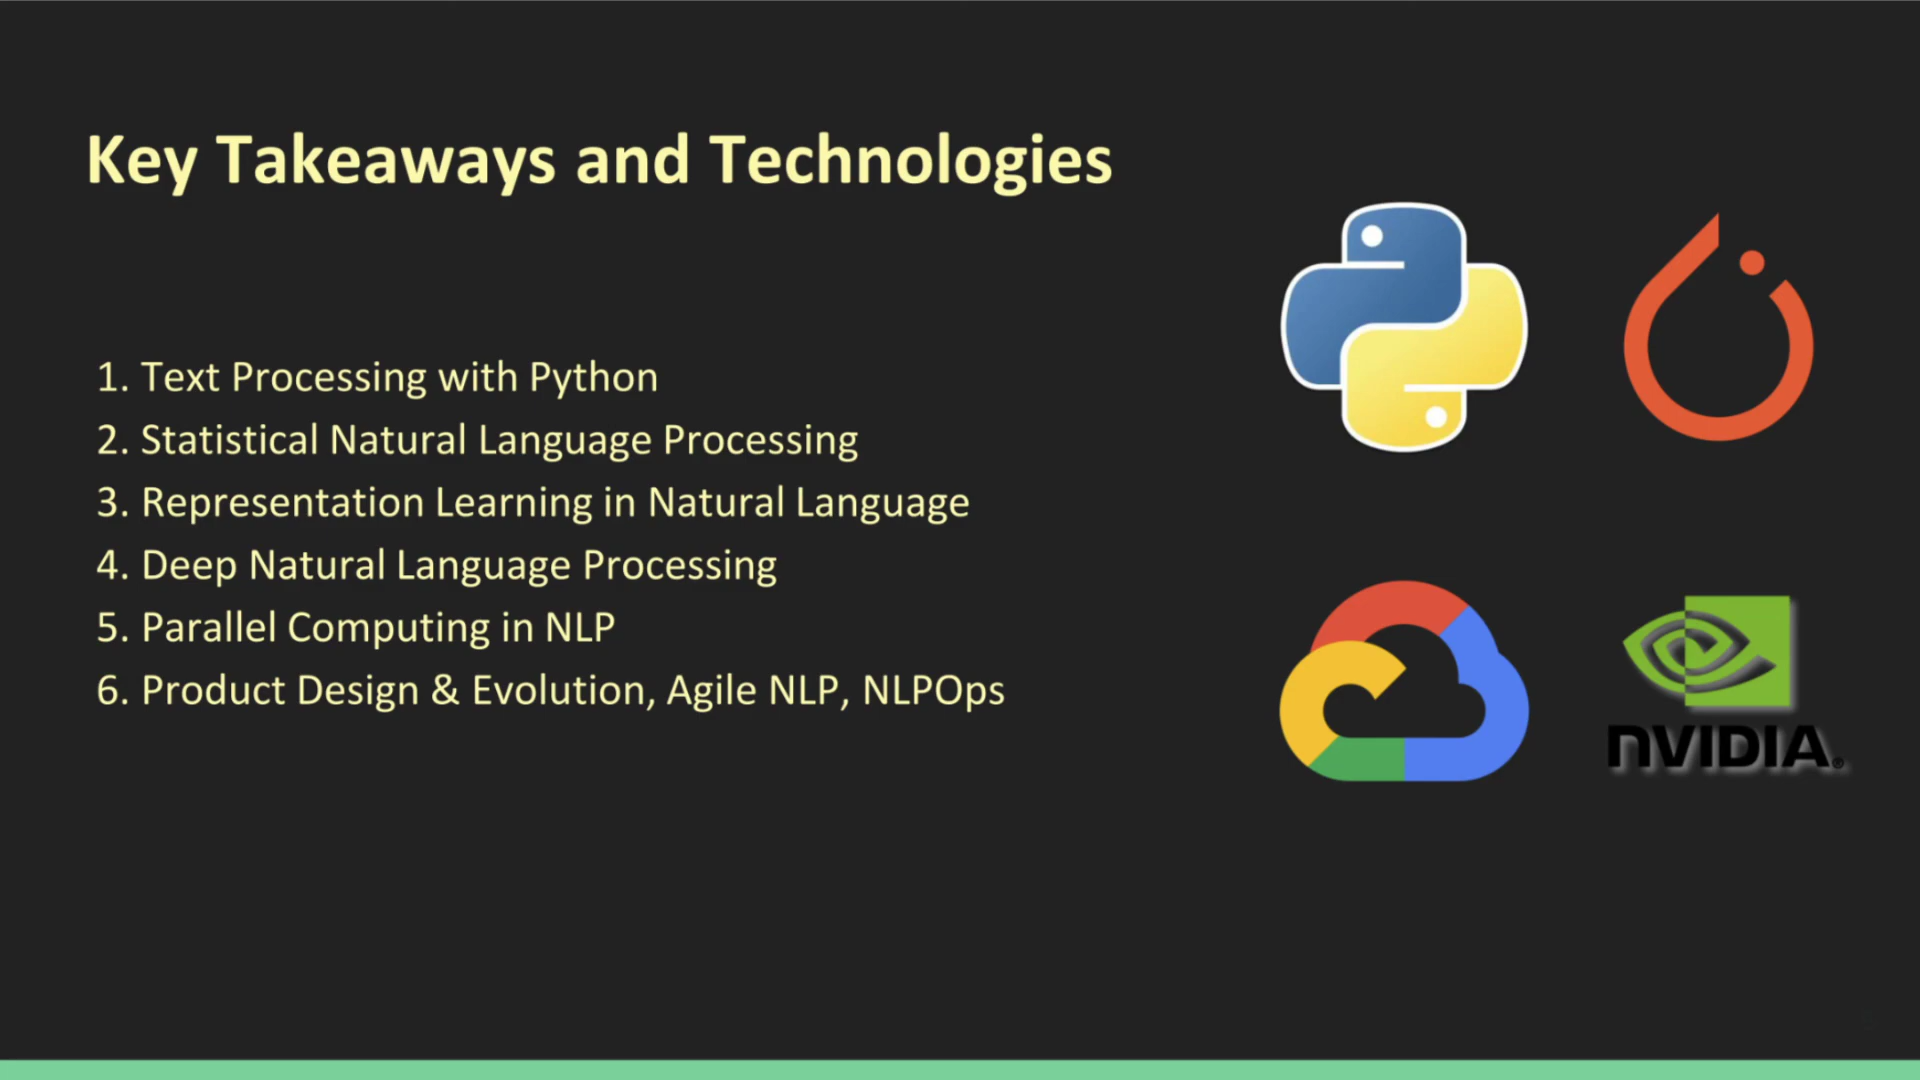 Key Takeaways and Technologies
1. Text Processing with Python
2. Statistical Natural Language Processing
3. Representation Learning in Natural Language
4. Deep Natural Language Processing
5. Parallel Computing in NLP
6. Product Design & Evolution, Agile NLP, NLPOps
NVIDIA®